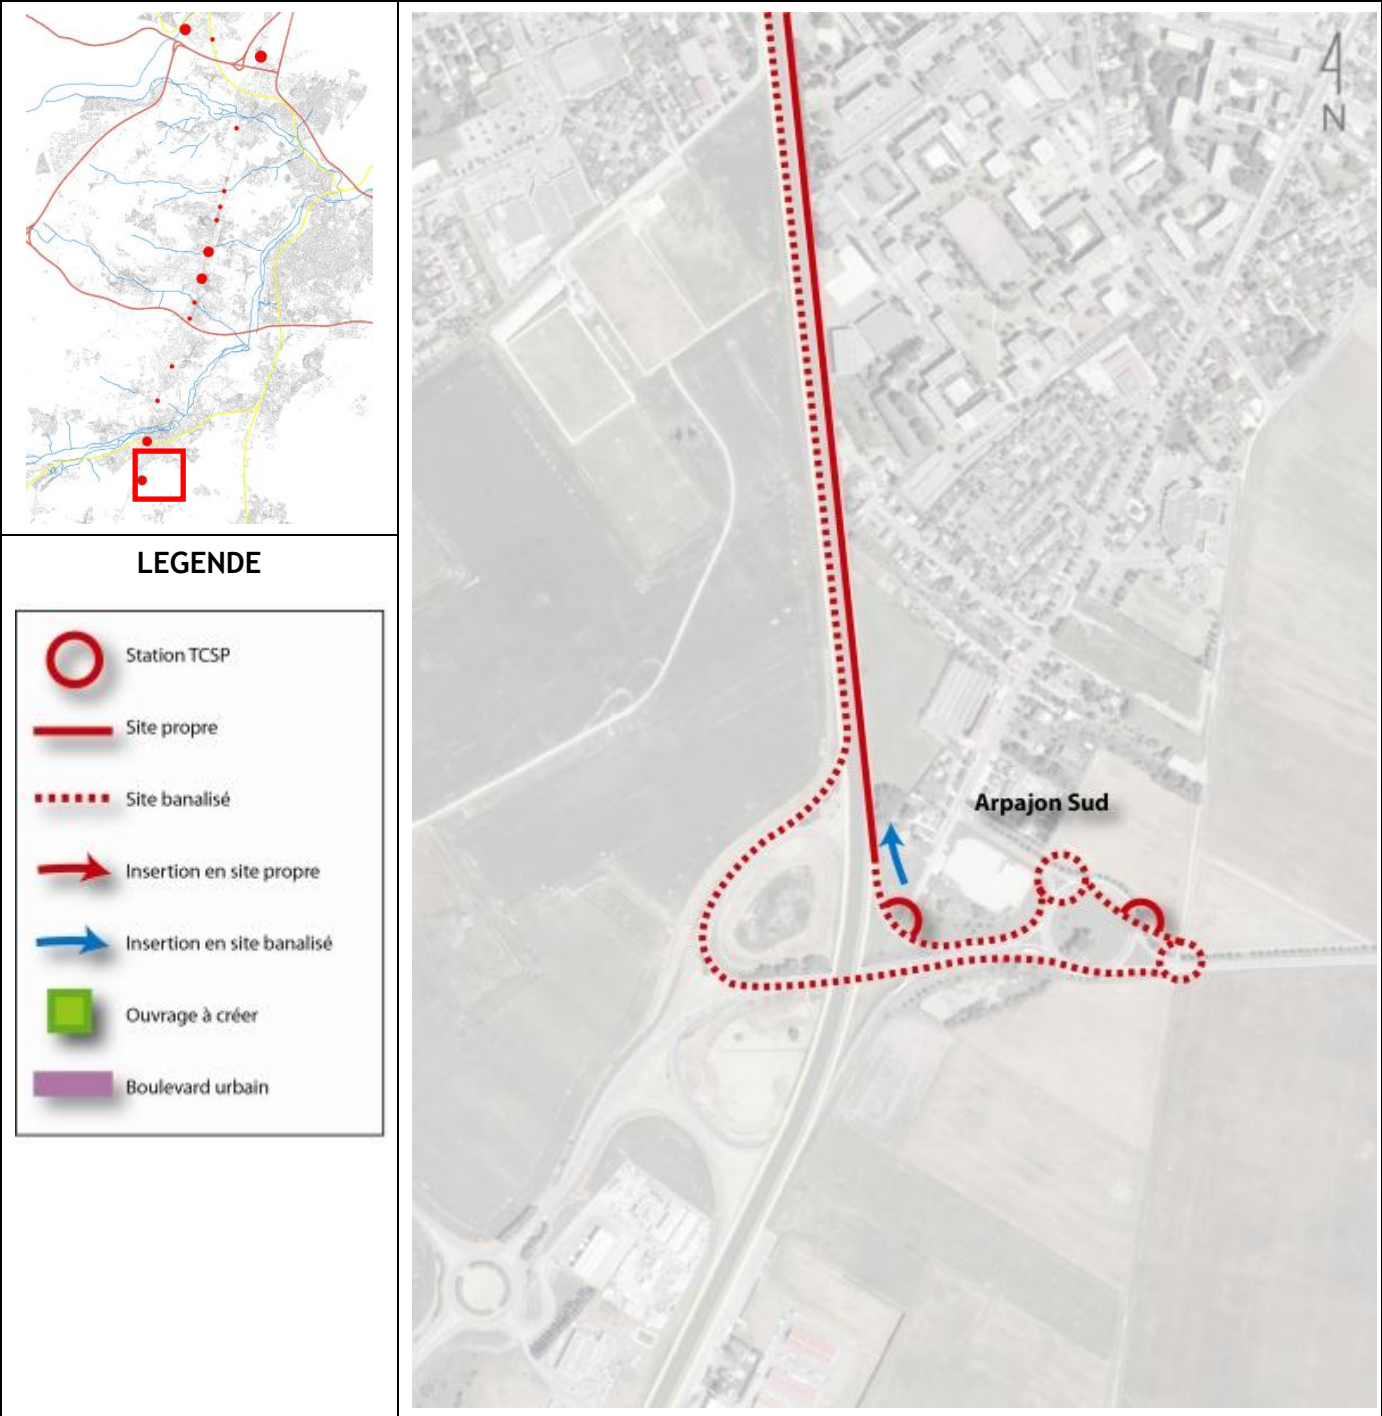 LEGENDE
Station TCSP
Site propre
Site banalisé
Insertion en site propre
Insertion en site banalisé
Ouvrage à créer
Boulevard urbain
N
Arpajon Sud